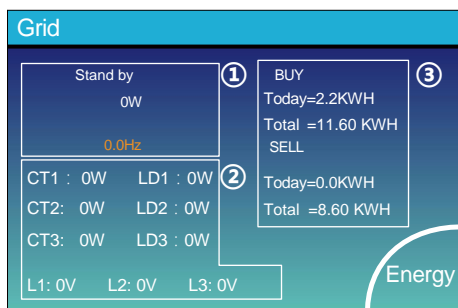 Grid
Stand by
0W
0.0Hz
①
CT1 : 0W LD1 : 0W
CT2: 0W LD2 : 0W
CT3: 0W LD3 : 0W
L1: 0V L2: 0V L3: 0V
②
BUY
Today=2.2KWH
Total =11.60 KWH
SELL
Today=0.0KWH
Total =8.60 KWH
③
Energy